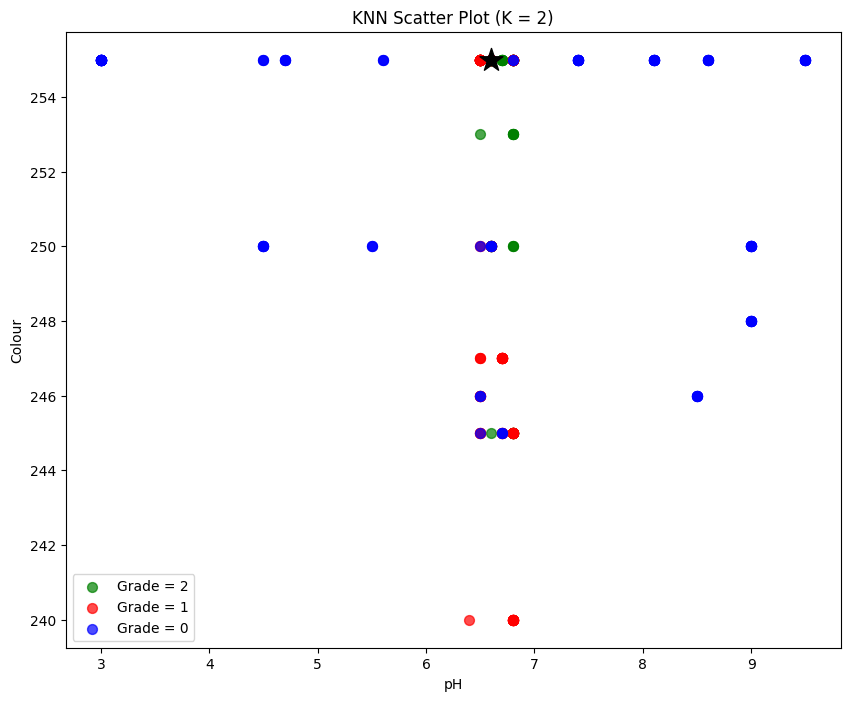 KNN Scatter Plot (K = 2)
Colour
254
252
250
248
246
244
242
240
Grade = 2
Grade = 1
Grade = 0
3 4 5 6 7 8 9
pH